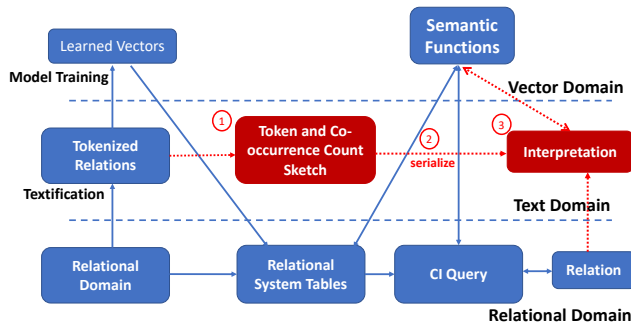 Learned Vectors
Semantic
Functions
Model Training
Vector Domain
1
Token and Co-
occurrence Count
Sketch
2
3
Tokenized
Relations
serialize
Interpretation
Textification
Text Domain
Relational
Domain
Relational
System Tables
CI Query
Relation
Relational Domain